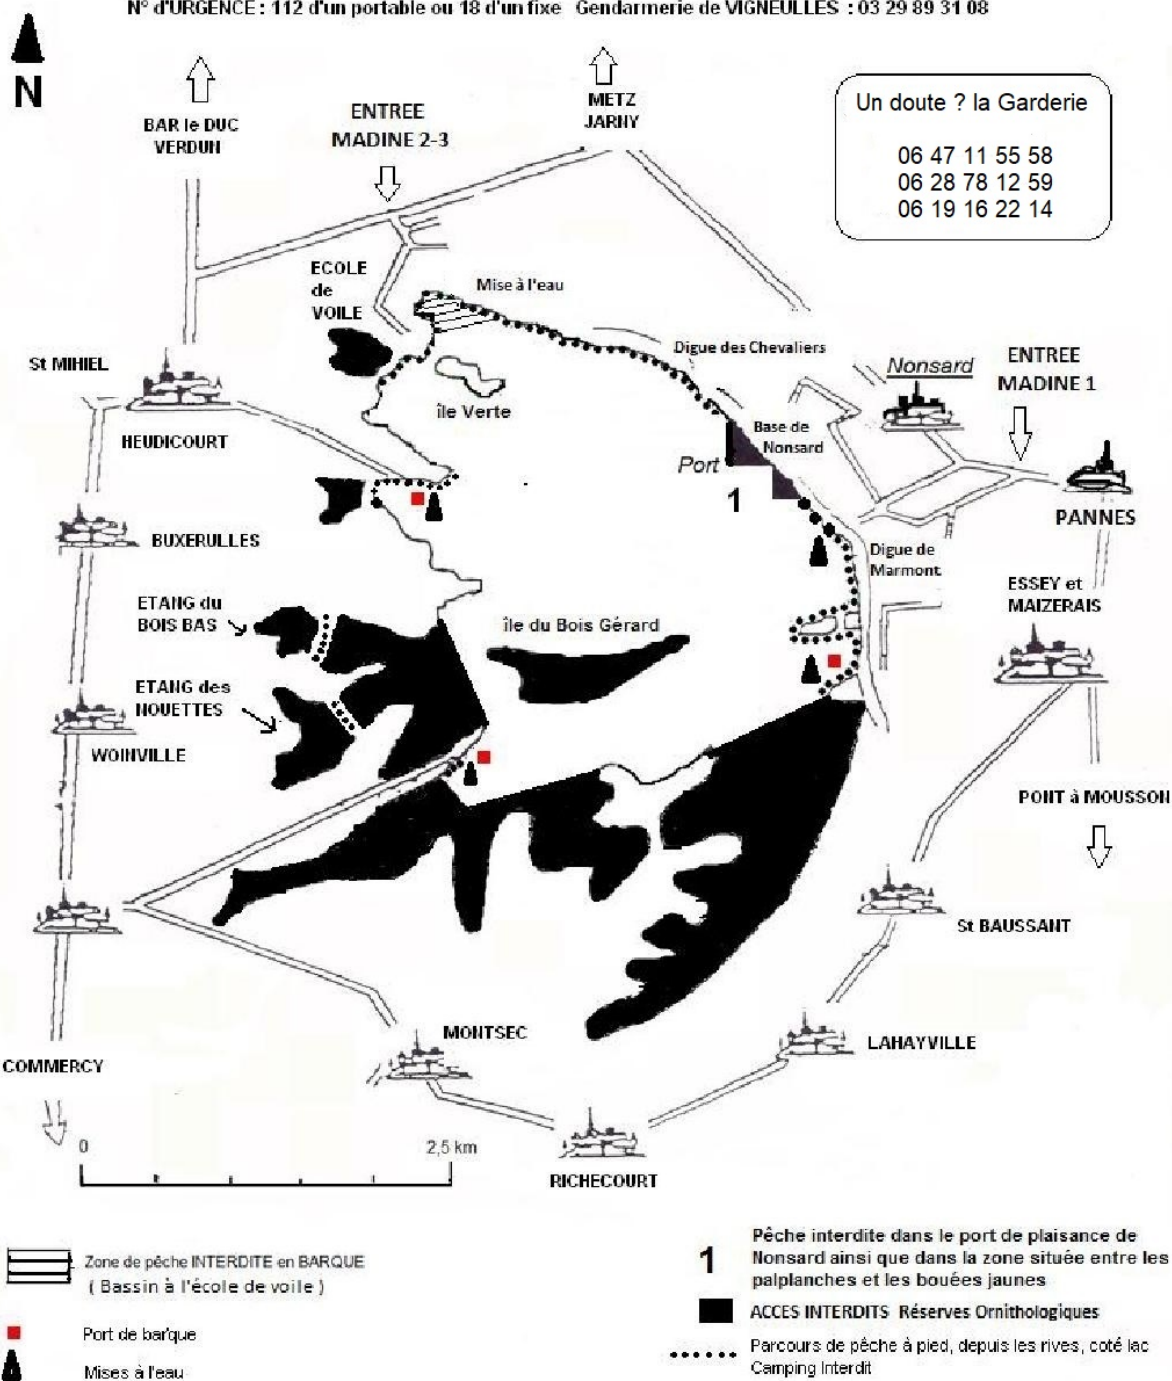 N° d'URGENCE : 112 d'un portable ou 18 d'un fixe Gendarmerie de VIGNEULLES : 03 29 89 31 08
N
BAR le DUC
VERDUN
ENTREE
MADINE 2-3
METZ
JARNY
Un doute ? la Garderie
06 47 11 55 58
06 28 78 12 59
06 19 16 22 14
ECOLE
de
VOILE
Mise à l'eau
Digue des Chevaliers
St MIHIEL
HEUDICOURT
île Verte
Nonsard
ENTREE
MADINE 1
Base de
Nonsard
Port
1
PANNES
BUXERULLES
Digue de
Marmont
ESSEY et
MAIZERAIS
ETANG du
BOIS BAS
île du Bois Gérard
ETANG des
NOUETTES
WOINVILLE
PONT à MOUSSON
St BAUSSANT
MONTSEC
LAHAYVILLE
COMMERCY
0
2,5 km
RICHECOURT
Zone de pêche INTERDITE en BARQUE
( Bassin à l'école de voile )
Port de barque
Mises à l'eau
1
Pêche interdite dans le port de plaisance de
Nonsard ainsi que dans la zone située entre les
palplanches et les bouées jaunes
ACCES INTERDITS Réserves Ornithologiques
Parcours de pêche à pied, depuis les rives, coté lac
Camping Interdit